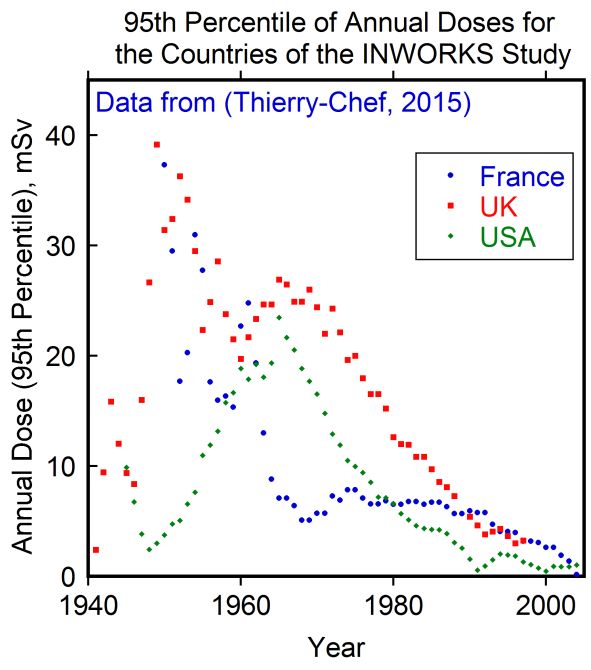 95th Percentile of Annual Doses for
the Countries of the INWORKS Study
Data from (Thierry-Chef, 2015)
France
UK
USA
Annual Dose (95th Percentile), mSv
40
30
20
10
0
1940
1960
1980
2000
Year